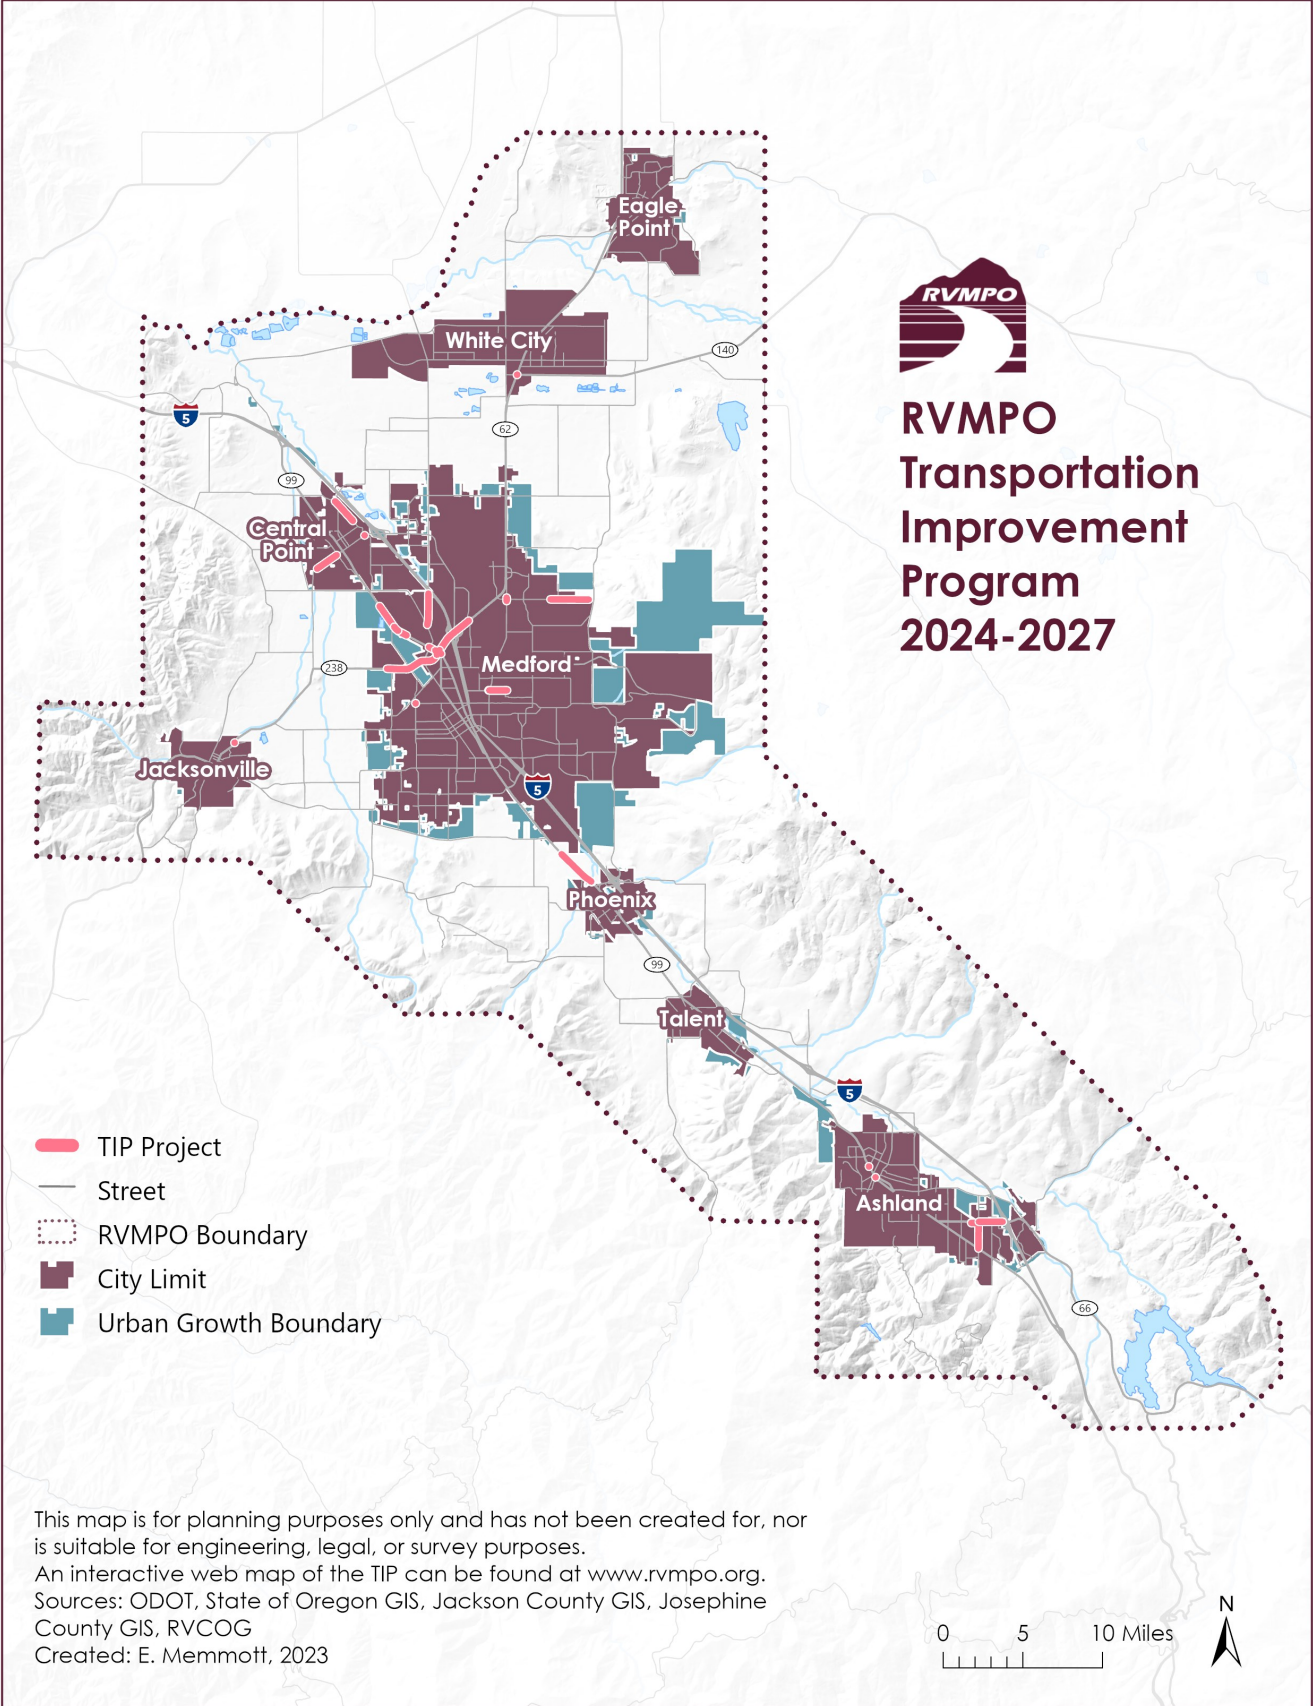 Eagle
Point
White City
140
RVMPO
RVMPO
Transportation
Improvement
Program
2024-2027
5
62
99
Central
Point
238
Medford
Jacksonville
5
Phoenix
99
Talent
5
Ashland
66
TIP Project
Street
RVMPO Boundary
City Limit
Urban Growth Boundary
This map is for planning purposes only and has not been created for, nor
is suitable for engineering, legal, or survey purposes.
An interactive web map of the TIP can be found at www.rvmpo.org.
Sources: ODOT, State of Oregon GIS, Jackson County GIS, Josephine
County GIS, RVCOG
Created: E. Memmott, 2023
N
0 5 10 Miles